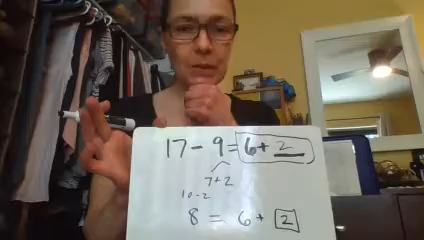 17 - 9 = 6 + 2
7 + 2
10 - 2
8 = 6 + 2